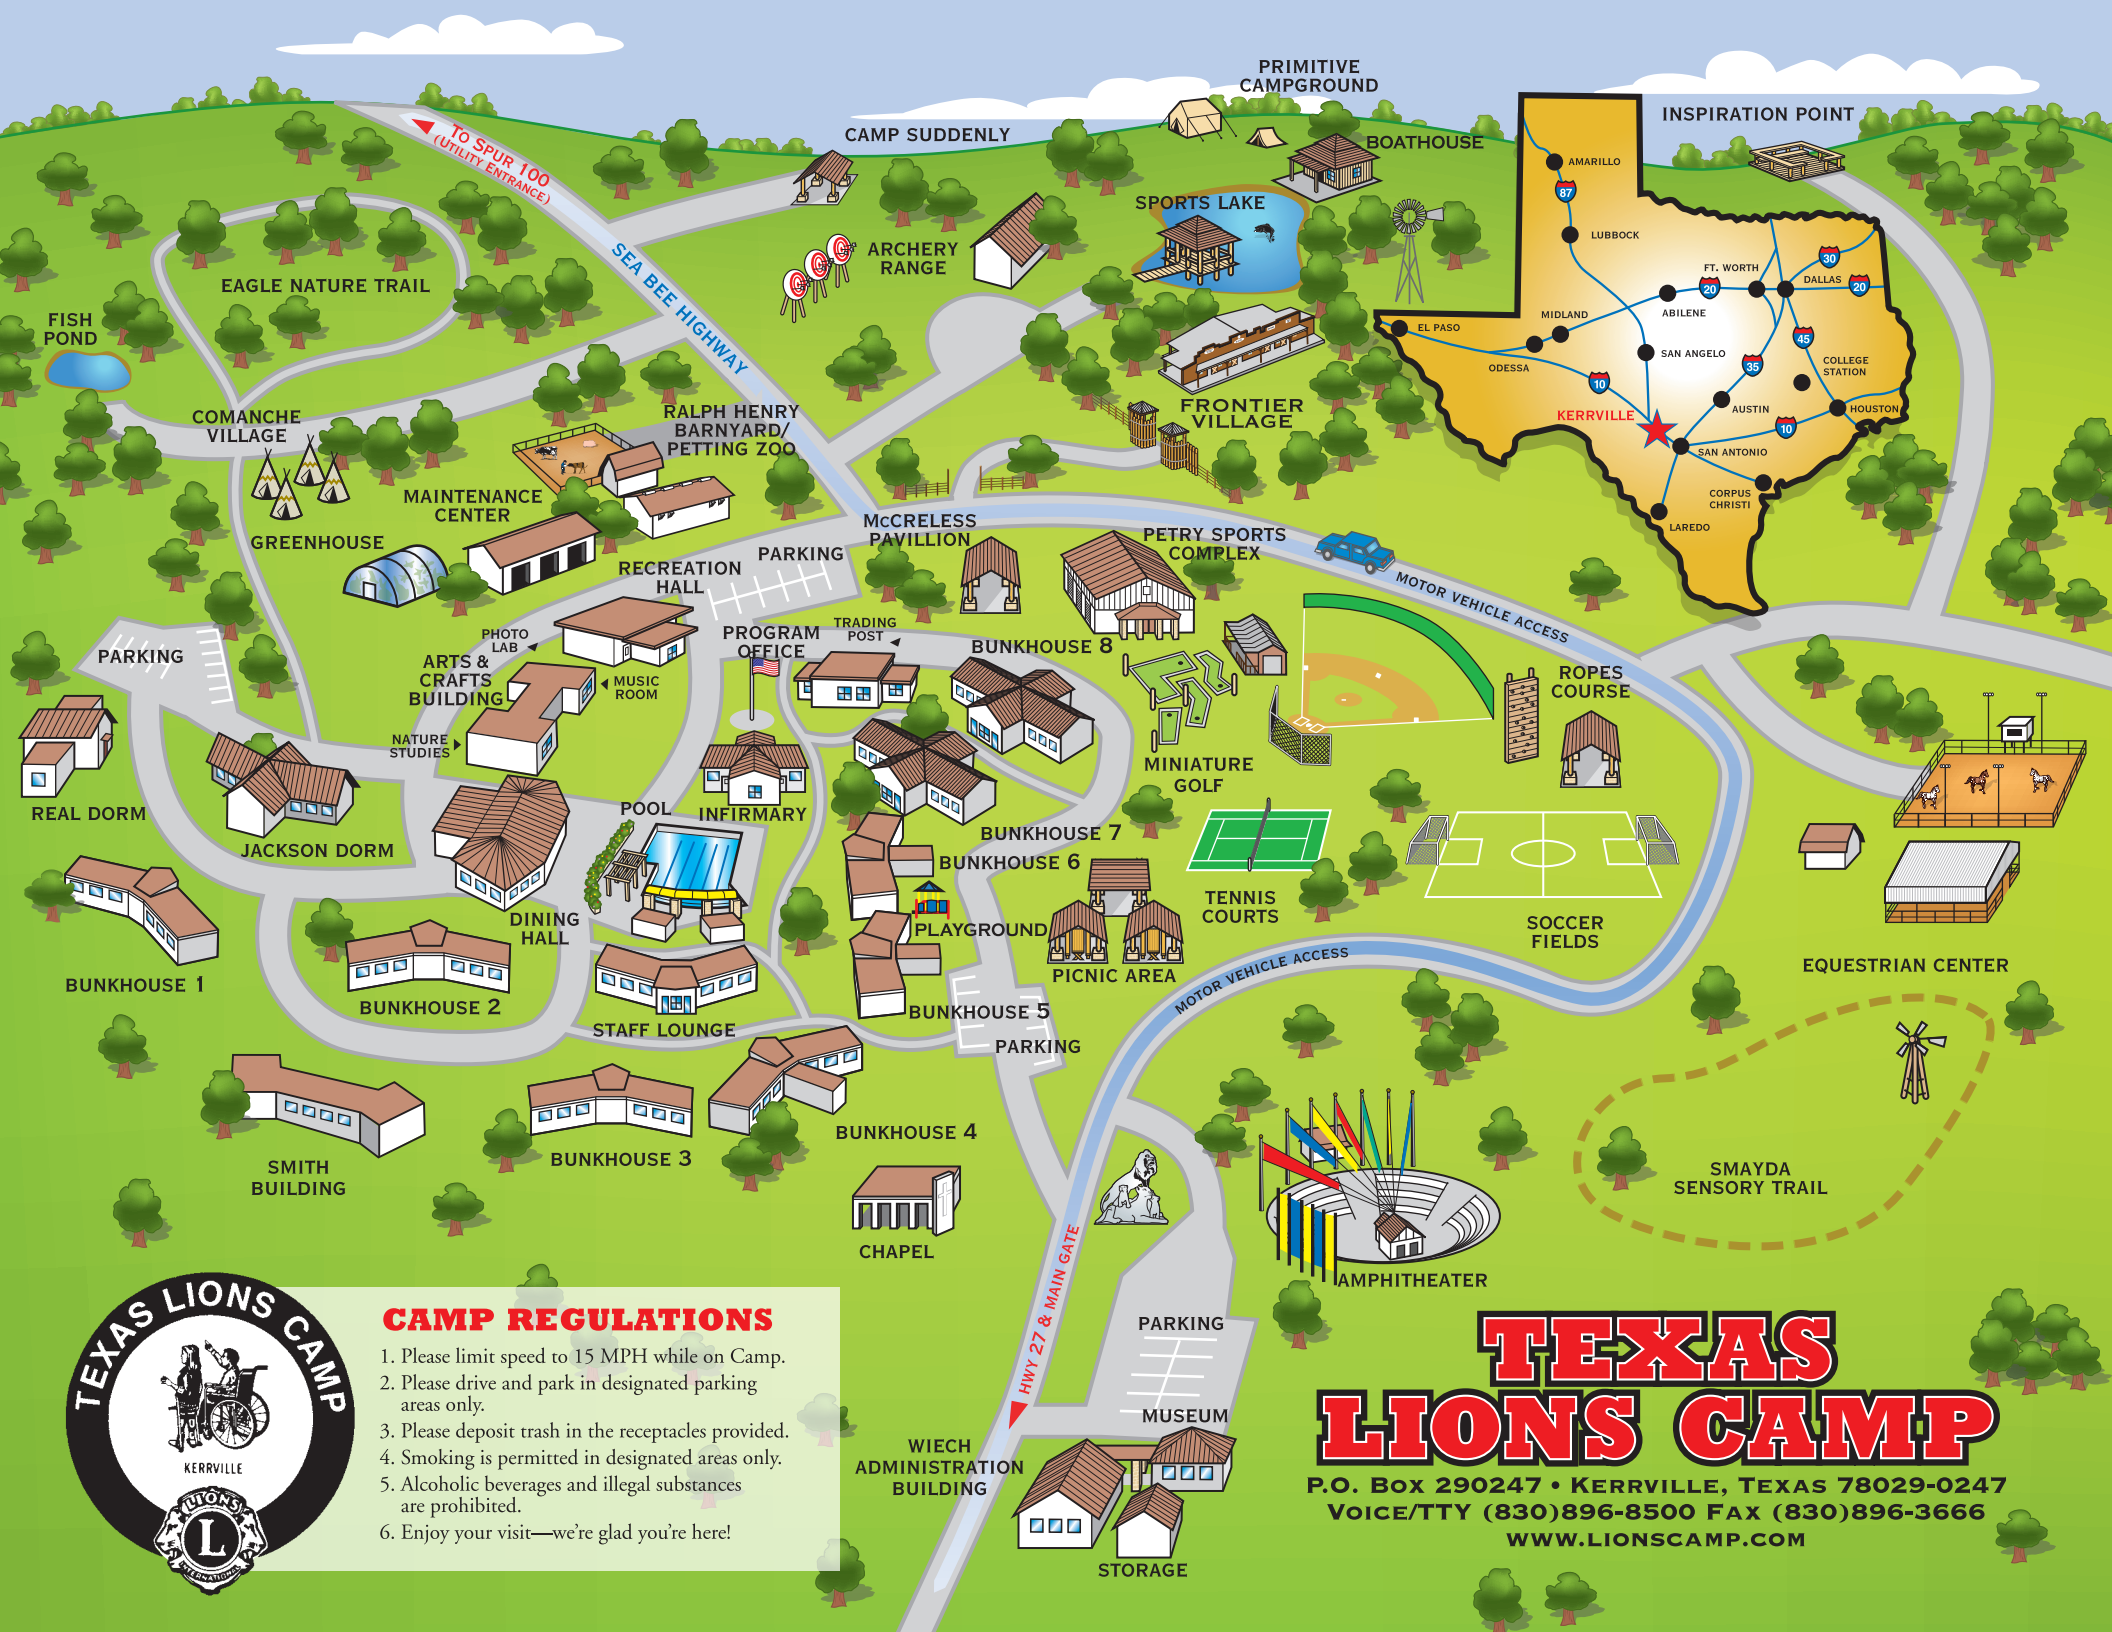 PRIMITIVE
CAMPGROUND
CAMP SUDDENLY
BOATHOUSE
INSPIRATION POINT
TO SPUR 100
(UTILITY ENTRANCE)
SEA BEE HIGHWAY
ARCHERY
RANGE
SPORTS LAKE
EAGLE NATURE TRAIL
FISH
POND
COMANCHE
VILLAGE
RALPH HENRY
BARNYARD/
PETTING ZOO
FRONTIER
VILLAGE
AMARILLO
87
LUBBOCK
FT. WORTH
30
DALLAS
20
20
ABILENE
MIDLAND
EL PASO
ODESSA
SAN ANGELO
45
35
COLLEGE
STATION
10
KERRVILLE
AUSTIN
HOUSTON
10
SAN ANTONIO
CORPUS
CHRISTI
LAREDO
MAINTENANCE
CENTER
GREENHOUSE
RECREATION
HALL
PARKING
MCCRELESS
PAVILLION
PETRY SPORTS
COMPLEX
MOTOR VEHICLE ACCESS
PARKING
PHOTO
LAB
ARTS &
CRAFTS
BUILDING
MUSIC
ROOM
NATURE
STUDIES
PROGRAM
OFFICE
TRADING
POST
BUNKHOUSE 8
ROPES
COURSE
MINIATURE
GOLF
REAL DORM
JACKSON DORM
POOL
INFIRMARY
BUNKHOUSE 7
BUNKHOUSE 6
PLAYGROUND
DINING
HALL
TENNIS
COURTS
SOCCER
FIELDS
PICNIC AREA
EQUESTRIAN CENTER
BUNKHOUSE 1
BUNKHOUSE 2
STAFF LOUNGE
BUNKHOUSE 5
PARKING
MOTOR VEHICLE ACCESS
BUNKHOUSE 4
BUNKHOUSE 3
SMITH
BUILDING
CHAPEL
SMAYDA
SENSORY TRAIL
AMPHITHEATER
HWY 27 & MAIN GATE
PARKING
MUSEUM
WIECH
ADMINISTRATION
BUILDING
STORAGE
TEXAS LIONS CAMP
KERRVILLE
LIONS
L
INTERNATIONAL
CAMP REGULATIONS
1. Please limit speed to 15 MPH while on Camp.
2. Please drive and park in designated parking
areas only.
3. Please deposit trash in the receptacles provided.
4. Smoking is permitted in designated areas only.
5. Alcoholic beverages and illegal substances
are prohibited.
6. Enjoy your visit—we're glad you're here!
TEXAS
LIONS CAMP
P.O. BOX 290247 • KERRVILLE, TEXAS 78029-0247
VOICE/TTY (830)896-8500 FAX (830)896-3666
WWW.LIONSCAMP.COM